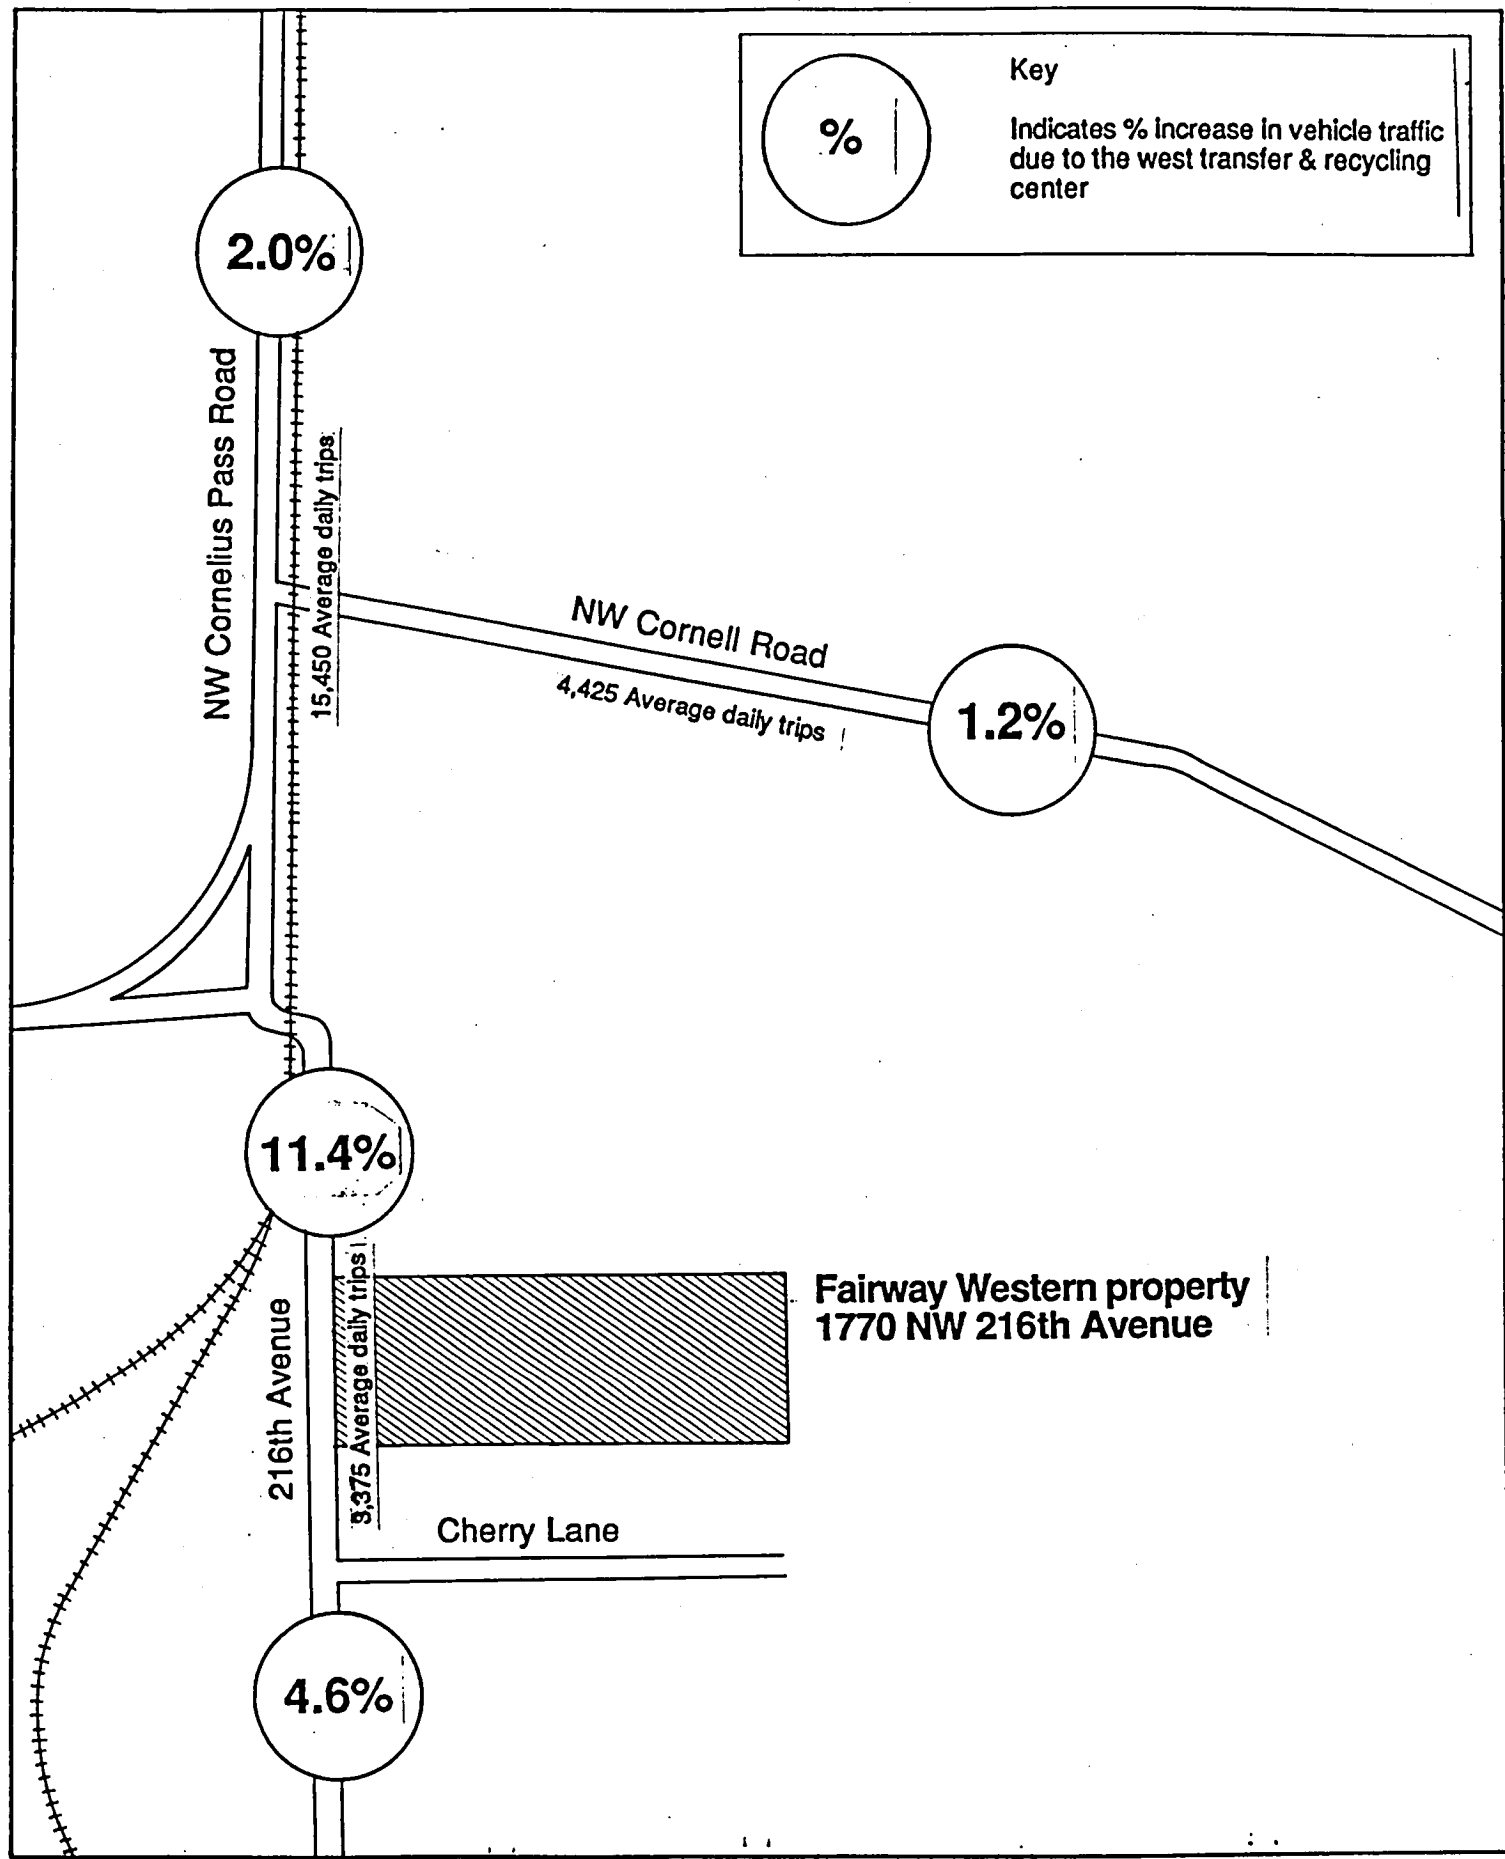 Key
%
Indicates % increase in vehicle traffic
due to the west transfer & recycling
center
2.0%
NW Cornelius Pass Road
15,450 Average daily trips
NW Cornell Road
4,425 Average daily trips
1.2%
11.4%
216th Avenue
3,375 Average daily trips
Fairway Western property
1770 NW 216th Avenue
Cherry Lane
4.6%